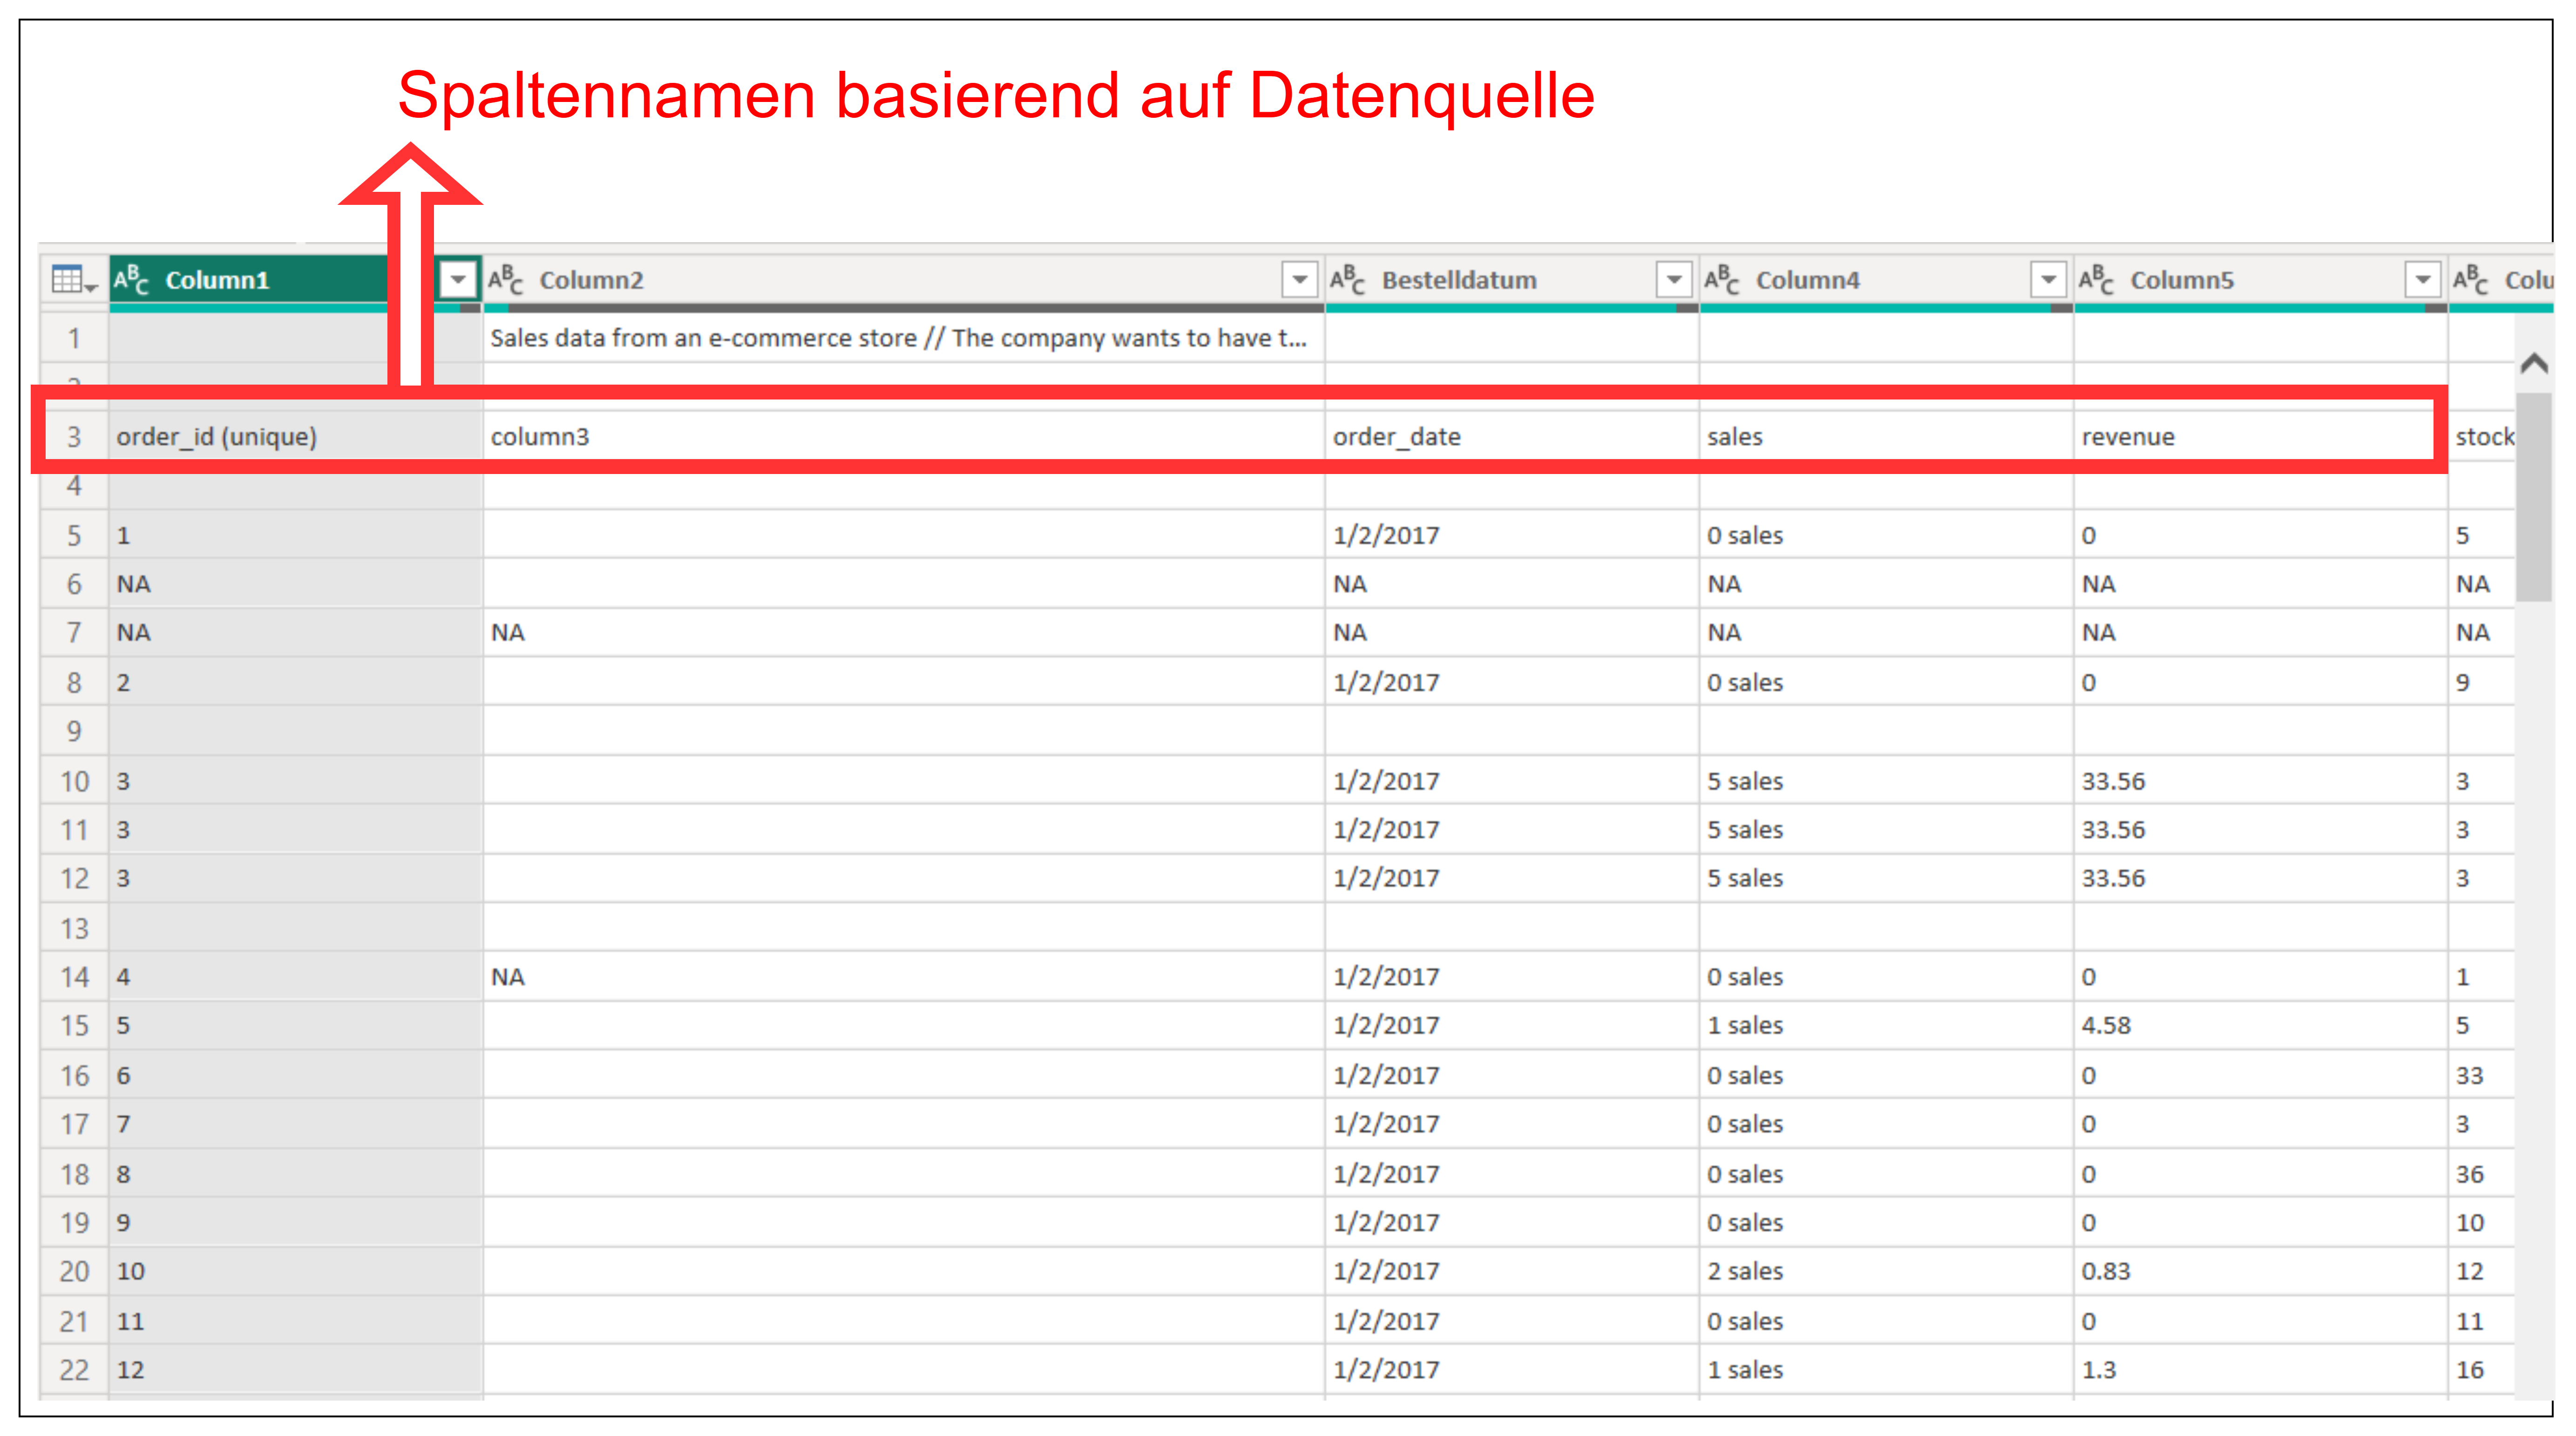 Spaltennamen basierend auf Datenquelle
ABC Column1 ABC Column2 ABC Bestelldatum ABC Column4 ABC Column5 ABC Colu
1 Sales data from an e-commerce store // The company wants to have t...
3 order_id (unique) column3 order_date sales revenue stock
4
5 1 1/2/2017 0 sales 0 5
6 NA NA NA NA NA
7 NA NA NA NA NA NA
8 2 1/2/2017 0 sales 0 9
9
10 3 1/2/2017 5 sales 33.56 3
11 3 1/2/2017 5 sales 33.56 3
12 3 1/2/2017 5 sales 33.56 3
13
14 4 NA 1/2/2017 0 sales 0 1
15 5 1/2/2017 1 sales 4.58 5
16 6 1/2/2017 0 sales 0 33
17 7 1/2/2017 0 sales 0 3
18 8 1/2/2017 0 sales 0 36
19 9 1/2/2017 0 sales 0 10
20 10 1/2/2017 2 sales 0.83 12
21 11 1/2/2017 0 sales 0 11
22 12 1/2/2017 1 sales 1.3 16